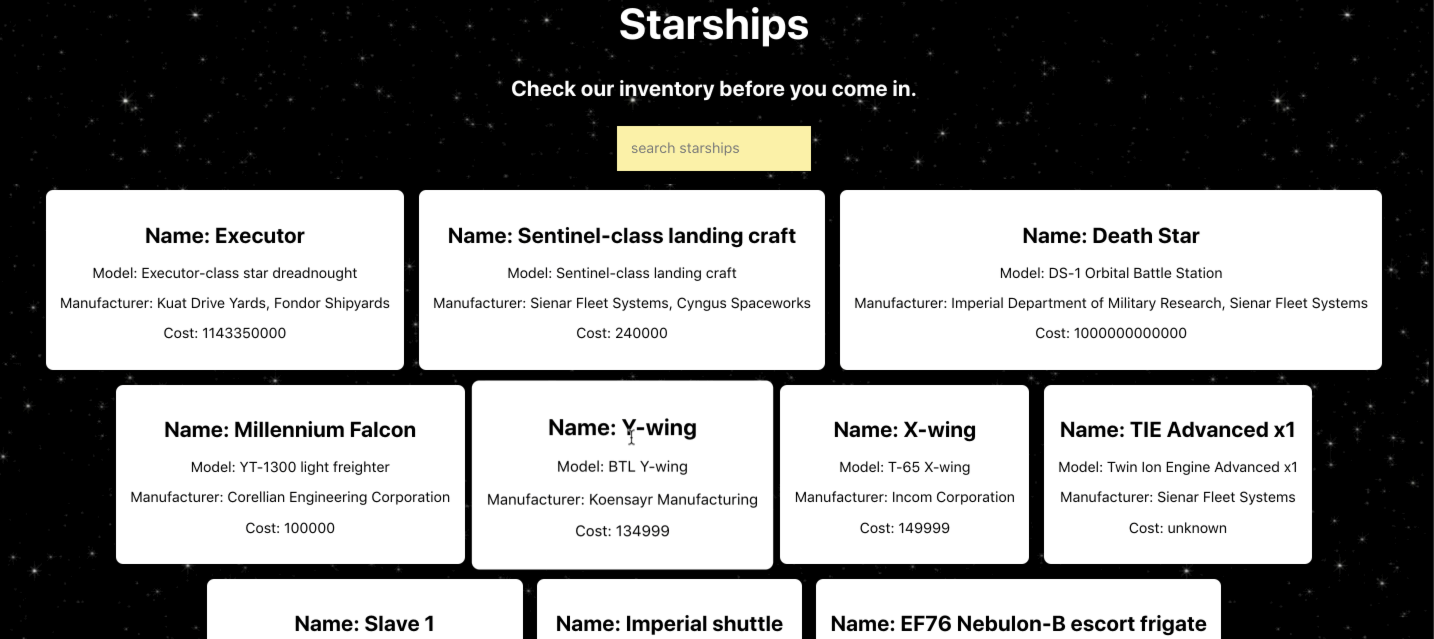 Starships
Check our inventory before you come in.
search starships
Name: Executor
Model: Executor-class star dreadnought
Manufacturer: Kuat Drive Yards, Fondor Shipyards
Cost: 1143350000
Name: Sentinel-class landing craft
Model: Sentinel-class landing craft
Manufacturer: Sienar Fleet Systems, Cyngus Spaceworks
Cost: 240000
Name: Death Star
Model: DS-1 Orbital Battle Station
Manufacturer: Imperial Department of Military Research, Sienar Fleet Systems
Cost: 1000000000000
Name: Millennium Falcon
Model: YT-1300 light freighter
Manufacturer: Corellian Engineering Corporation
Cost: 100000
Name: Y-wing
Model: BTL Y-wing
Manufacturer: Koensayr Manufacturing
Cost: 134999
Name: X-wing
Model: T-65 X-wing
Manufacturer: Incom Corporation
Cost: 149999
Name: TIE Advanced x1
Model: Twin Ion Engine Advanced x1
Manufacturer: Sienar Fleet Systems
Cost: unknown
Name: Slave 1
Name: Imperial shuttle
Name: EF76 Nebulon-B escort frigate